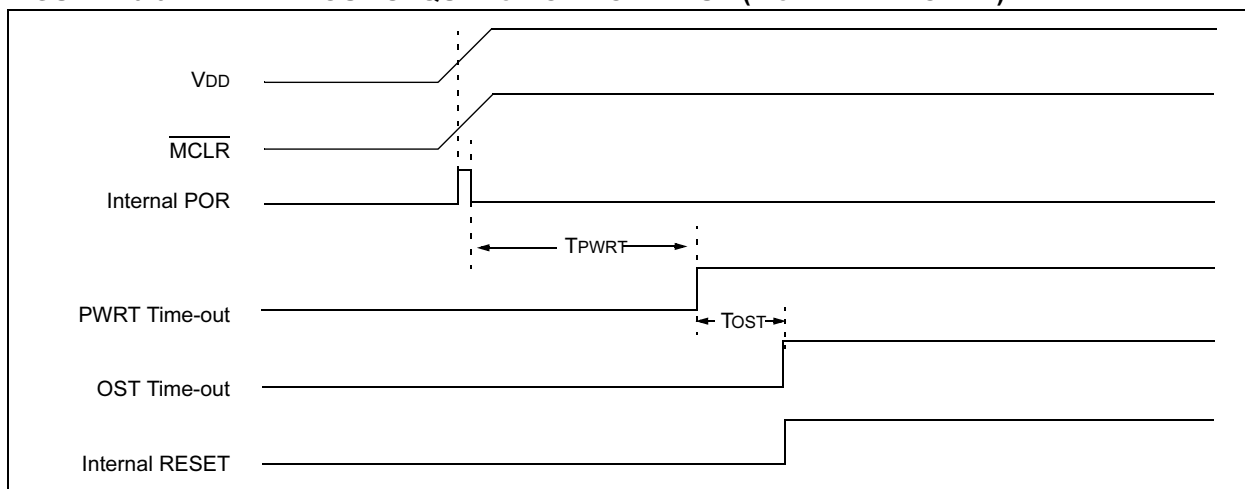 VDD
MCLR
Internal POR
TPWRT
PWRT Time-out
TOST
OST Time-out
Internal RESET